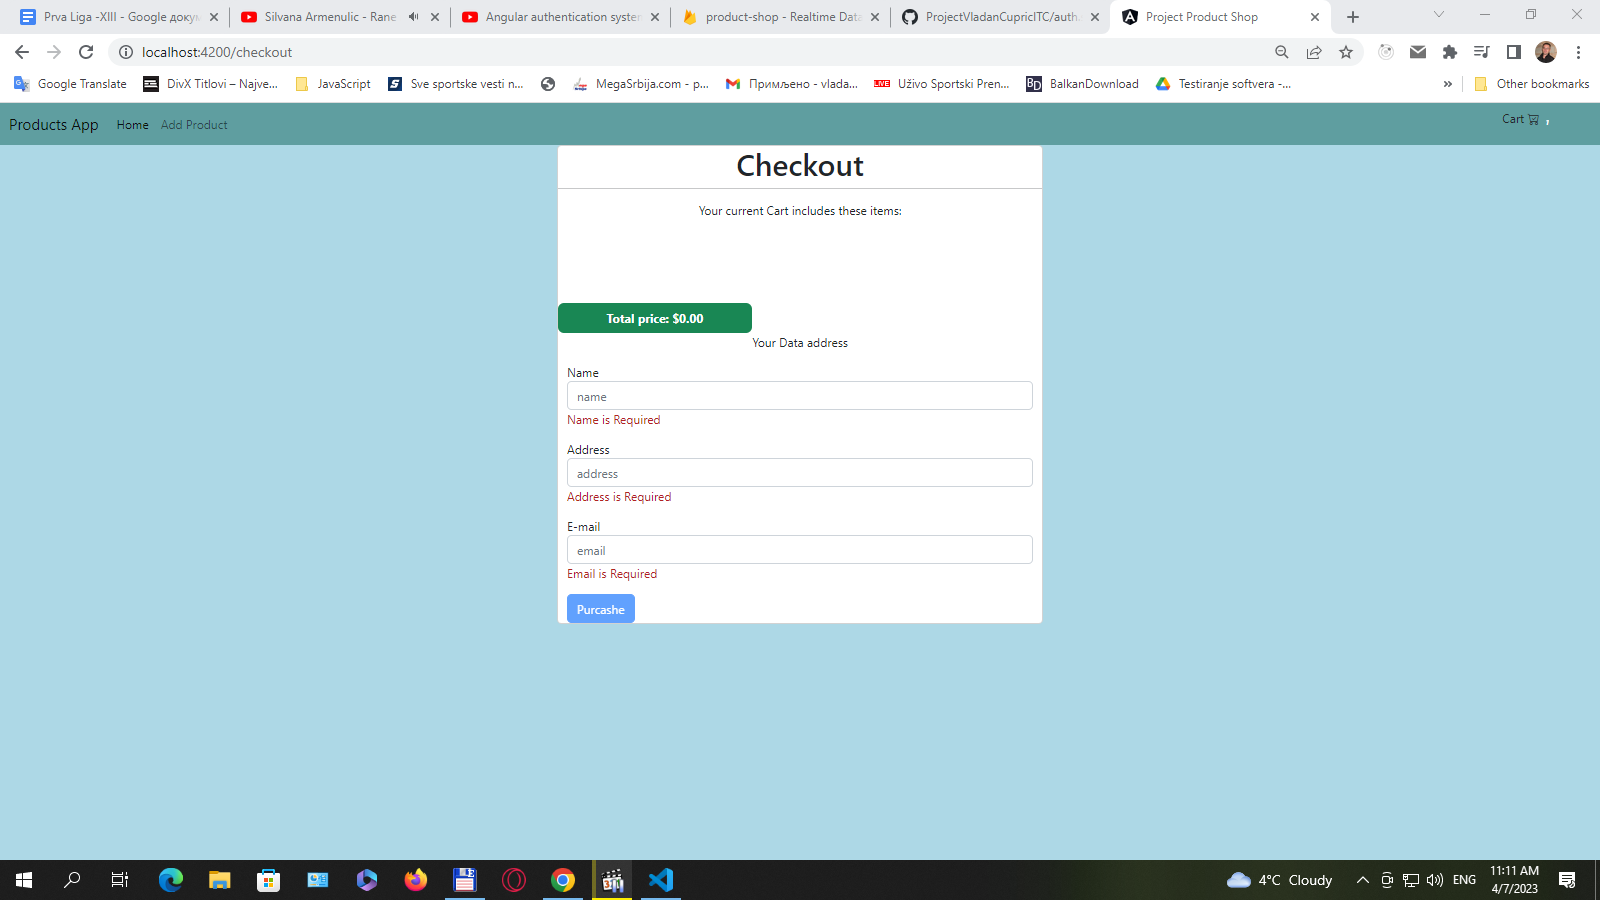 Prva Liga -XIII - Google докум
Silvana Armenulic - Rane
Angular authentication system
product-shop - Realtime Data
ProjectVladanCupricITC/auth
Project Product Shop
localhost:4200/checkout
Google Translate
DivX Titlovi – Najve...
JavaScript
Sve sportske vesti n...
MegaSrbija.com - p...
Примљено - vlada...
LIVE
Uživo Sportski Pren...
BD
BalkanDownload
Testiranje softvera -...
»
Other bookmarks
Products App
Home
Add Product
Cart
,
Checkout
Your current Cart includes these items:
Total price: $0.00
Your Data address
Name
name
Name is Required
Address
address
Address is Required
E-mail
email
Email is Required
Purcashe
4°C Cloudy
ENG
11:11 AM
4/7/2023